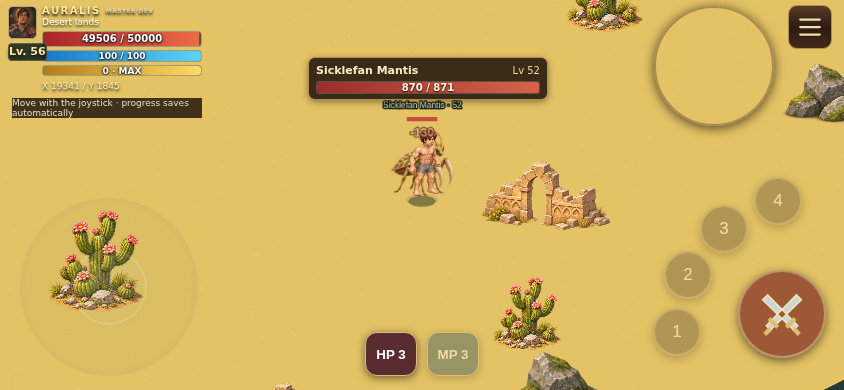 AURALIS MASTER DEV
Desert lands
49506 / 50000
Lv. 56
100 / 100
0 · MAX
X 19341 / Y 1845
Move with the joystick · progress saves
automatically
Sicklefan Mantis Lv 52
870 / 871
Sicklefan Mantis · 52
-130
4
3
2
1
HP 3
MP 3